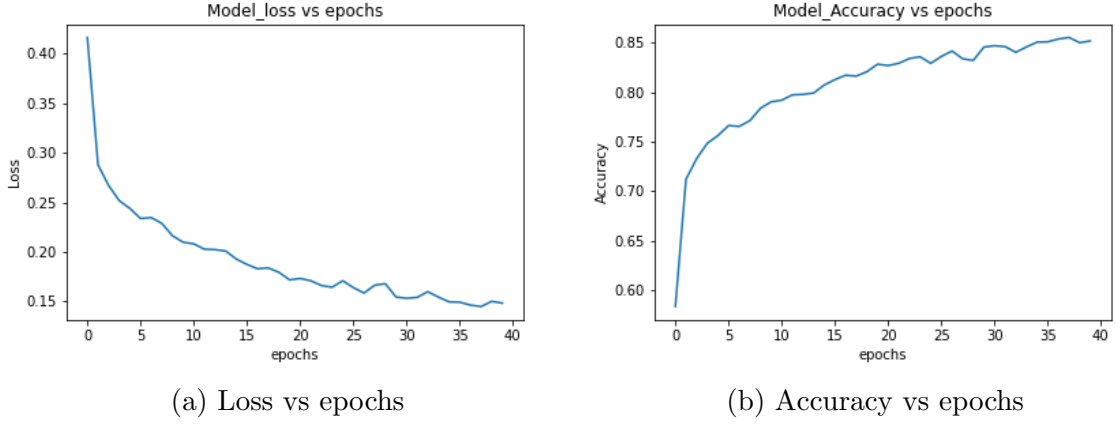 Model_loss vs epochs
0.40
0.35
0.30
0.25
0.20
0.15
Loss
0 5 10 15 20 25 30 35 40
epochs
(a) Loss vs epochs
Model_Accuracy vs epochs
0.85
0.80
0.75
0.70
0.65
0.60
Accuracy
0 5 10 15 20 25 30 35 40
epochs
(b) Accuracy vs epochs